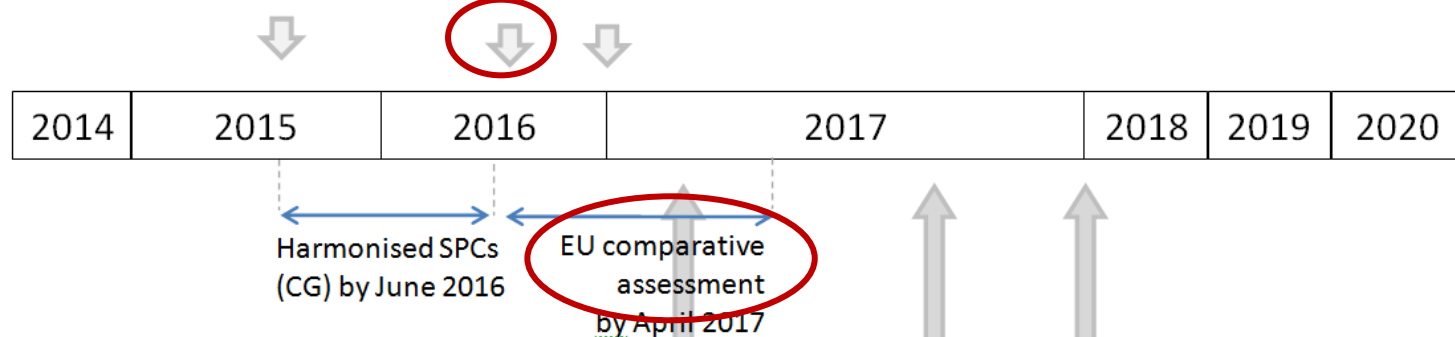 2014 2015 2016 2017 2018 2019 2020
Harmonised SPCs
(CG) by June 2016
EU comparative
assessment
by April 2017